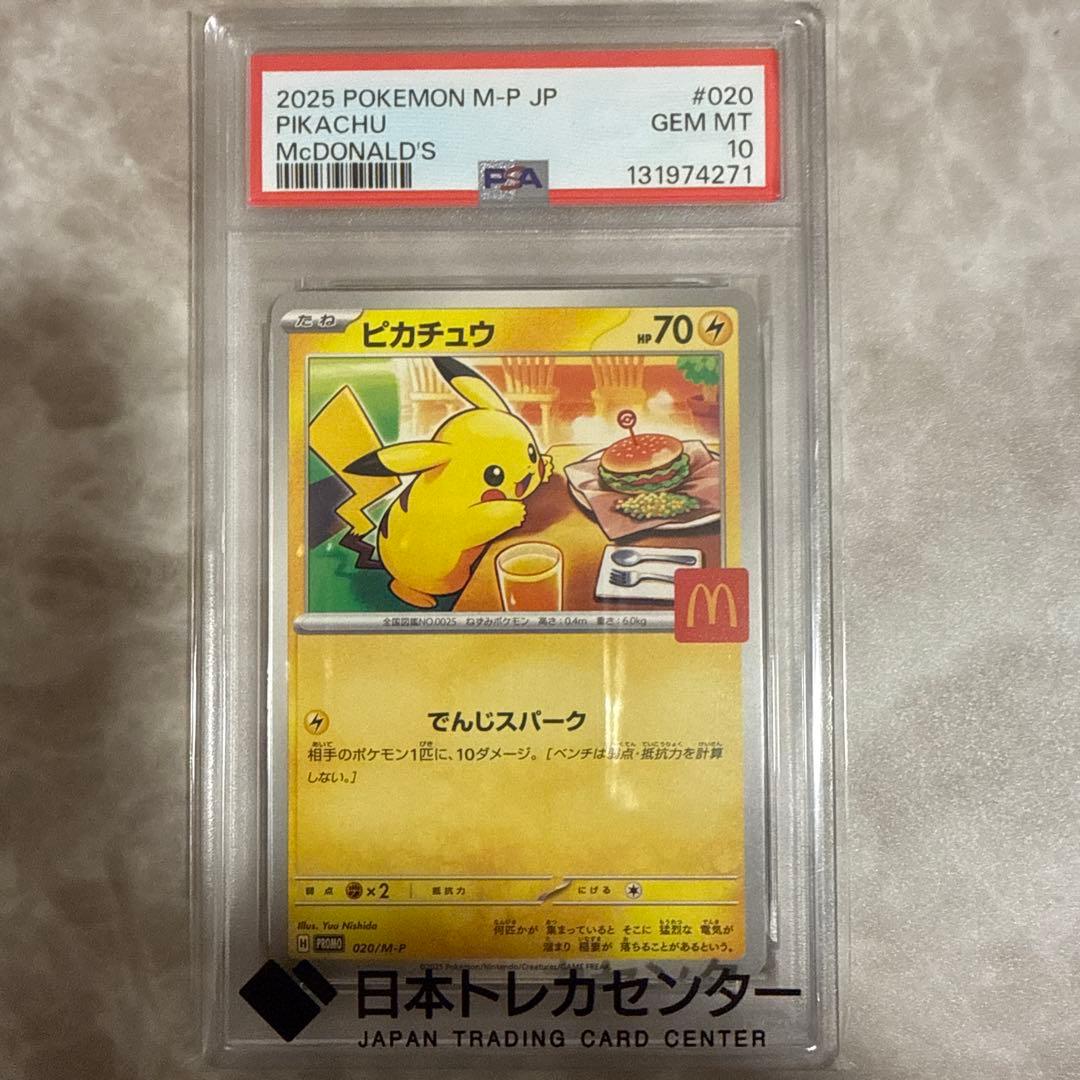 2025 POKEMON M-P JP #020
PIKACHU GEM MT
McDONALD'S 10
PSA 131974271
たね ピカチュウ HP70
全国図鑑NO.0025 ねずみポケモン 高さ:0.4m 重さ:6.0kg
でんじスパーク
相手のポケモン1匹に、10ダメージ。[ベンチは弱点・抵抗力を計算
しない。]
弱点 ×2 抵抗力 にげる
Illus. Yuu Nishida
何匹かが 集まっていると そこに 猛烈な 電気が
溜まり 稲妻が 落ちることがあるという。
H PROMO 020/M-P
©2025 Pokémon/Nintendo/Creatures/GAME FREAK
日本トレカセンター
JAPAN TRADING CARD CENTER